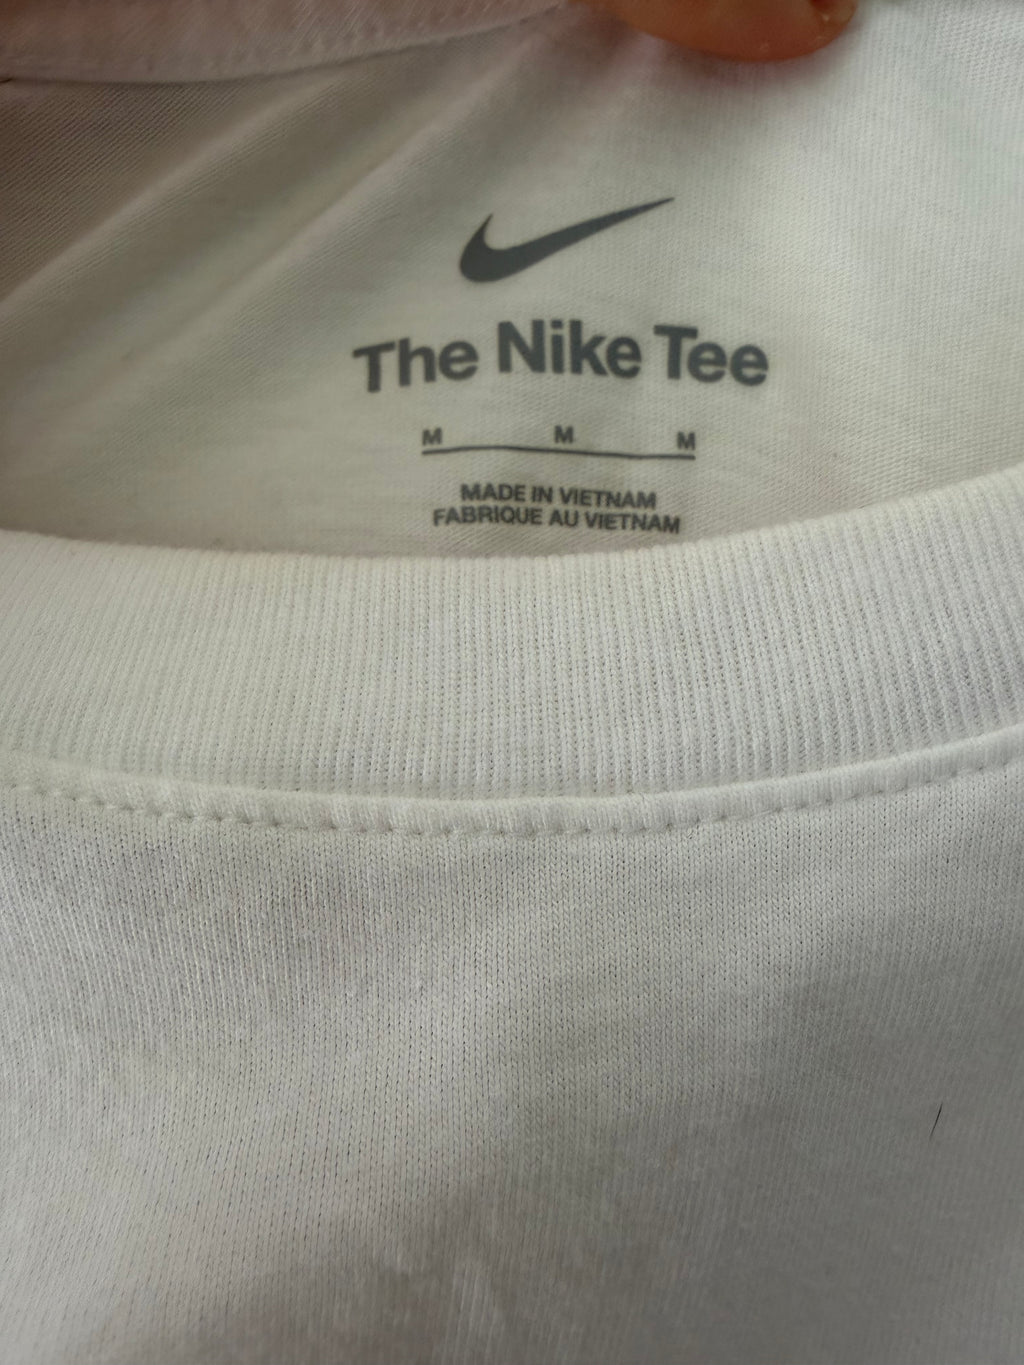 The Nike Tee
M M M
MADE IN VIETNAM
FABRIQUE AU VIETNAM